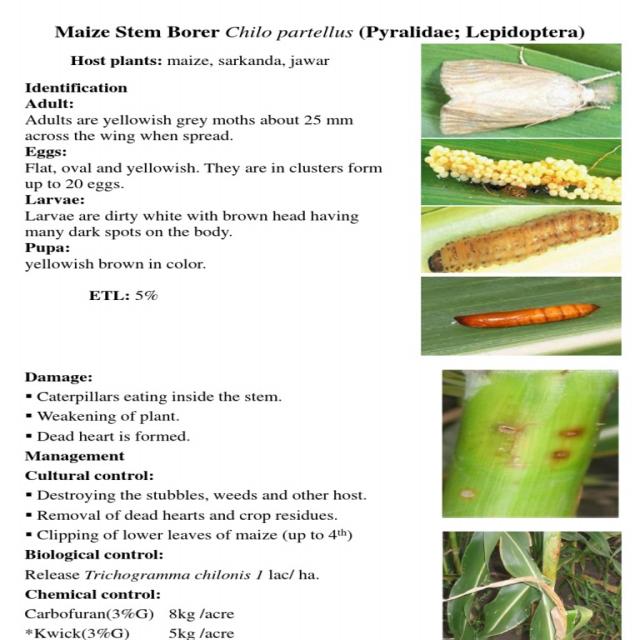 Maize Stem Borer Chilo partellus (Pyralidae; Lepidoptera)
Host plants: maize, sarkanda, jawar
Identification
Adult:
Adults are yellowish grey moths about 25 mm
across the wing when spread.
Eggs:
Flat, oval and yellowish. They are in clusters form
up to 20 eggs.
Larvae:
Larvae are dirty white with brown head having
many dark spots on the body.
Pupa:
yellowish brown in color.
ETL: 5%
Damage:
▪ Caterpillars eating inside the stem.
▪ Weakening of plant.
▪ Dead heart is formed.
Management
Cultural control:
▪ Destroying the stubbles, weeds and other host.
▪ Removal of dead hearts and crop residues.
▪ Clipping of lower leaves of maize (up to 4th)
Biological control:
Release Trichogramma chilonis 1 lac/ ha.
Chemical control:
Carbofuran(3%G) 8kg /acre
*Kwick(3%G) 5kg /acre